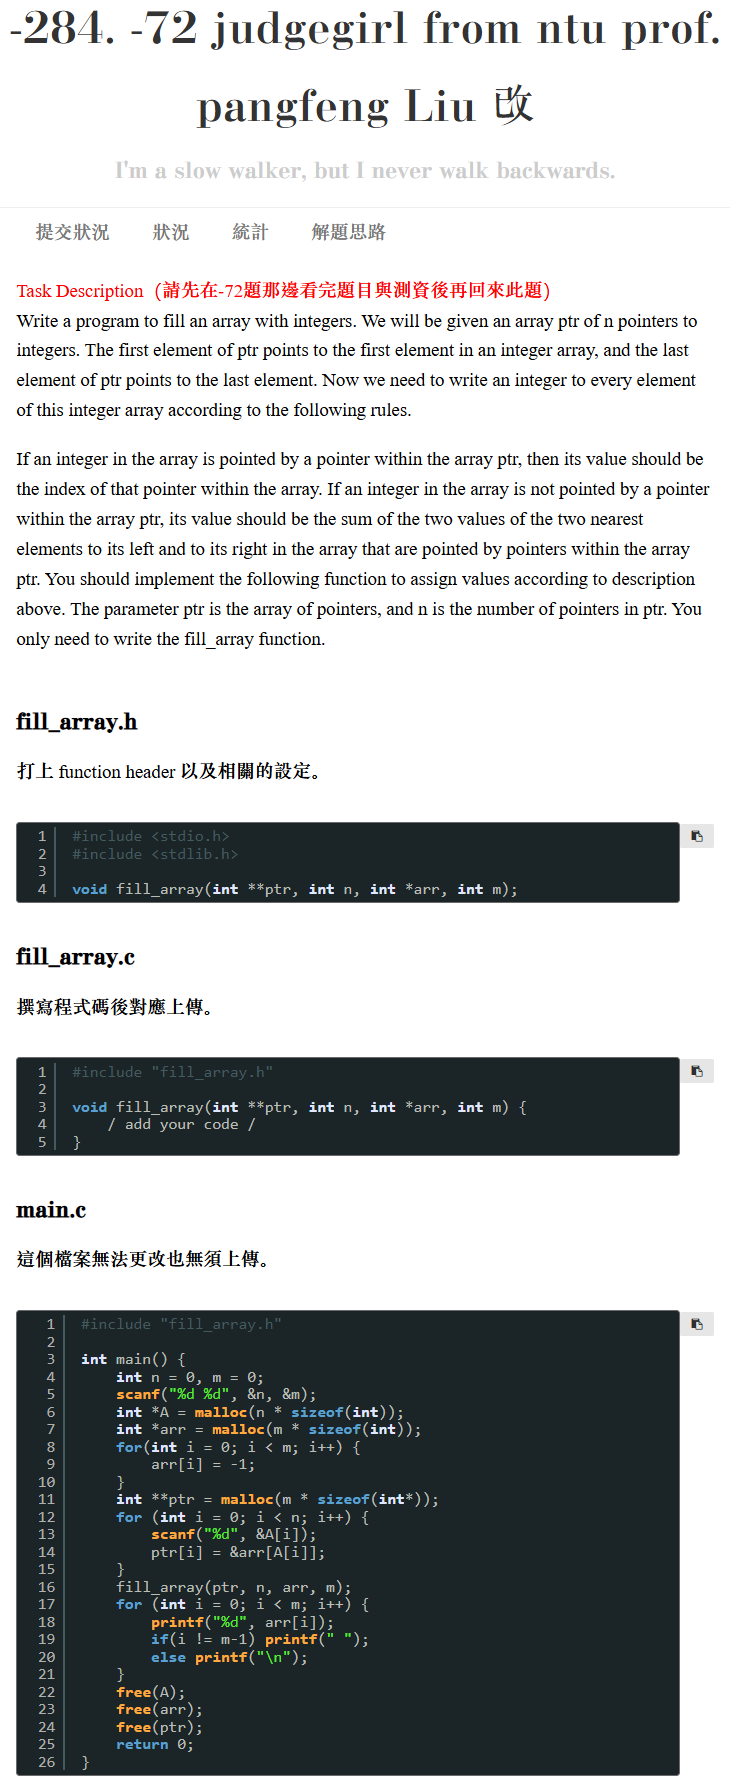 -284. -72 judgegirl from ntu prof.
pangfeng Liu 改
I'm a slow walker, but I never walk backwards.
提交狀況 狀況 統計 解題思路
Task Description（請先在-72題那邊看完題目與測資後再回來此題）
Write a program to fill an array with integers. We will be given an array ptr of n pointers to
integers. The first element of ptr points to the first element in an integer array, and the last
element of ptr points to the last element. Now we need to write an integer to every element
of this integer array according to the following rules.
If an integer in the array is pointed by a pointer within the array ptr, then its value should be
the index of that pointer within the array. If an integer in the array is not pointed by a pointer
within the array ptr, its value should be the sum of the two values of the two nearest
elements to its left and to its right in the array that are pointed by pointers within the array
ptr. You should implement the following function to assign values according to description
above. The parameter ptr is the array of pointers, and n is the number of pointers in ptr. You
only need to write the fill_array function.
fill_array.h
打上 function header 以及相關的設定。
1 #include <stdio.h>
2 #include <stdlib.h>
3
4 void fill_array(int **ptr, int n, int *arr, int m);
fill_array.c
撰寫程式碼後對應上傳。
1 #include "fill_array.h"
2
3 void fill_array(int **ptr, int n, int *arr, int m) {
4     / add your code /
5 }
main.c
這個檔案無法更改也無須上傳。
1 #include "fill_array.h"
2
3 int main() {
4     int n = 0, m = 0;
5     scanf("%d %d", &n, &m);
6     int *A = malloc(n * sizeof(int));
7     int *arr = malloc(m * sizeof(int));
8     for(int i = 0; i < m; i++) {
9         arr[i] = -1;
10     }
11     int **ptr = malloc(m * sizeof(int*));
12     for (int i = 0; i < n; i++) {
13         scanf("%d", &A[i]);
14         ptr[i] = &arr[A[i]];
15     }
16     fill_array(ptr, n, arr, m);
17     for (int i = 0; i < m; i++) {
18         printf("%d", arr[i]);
19         if(i != m-1) printf(" ");
20         else printf("\n");
21     }
22     free(A);
23     free(arr);
24     free(ptr);
25     return 0;
26 }